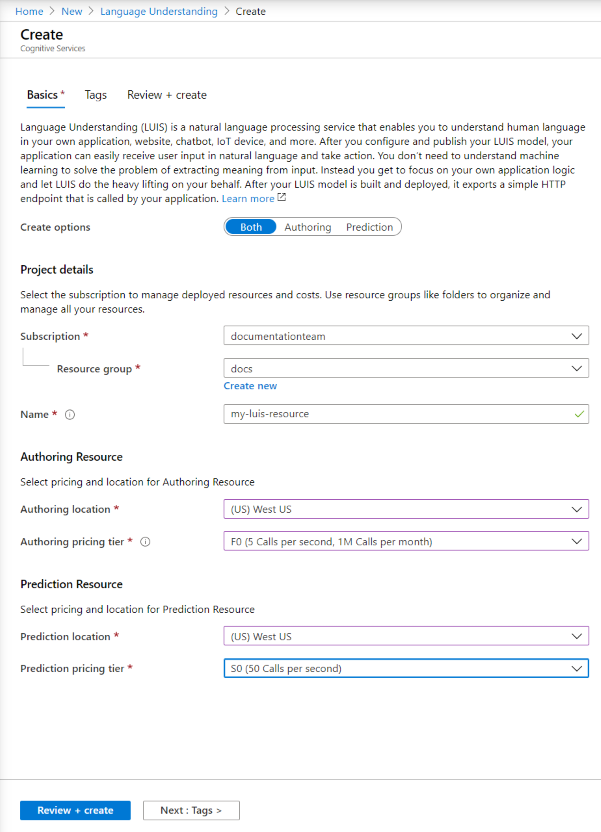 Home > New > Language Understanding > Create
Create
Cognitive Services
Basics * Tags Review + create
Language Understanding (LUIS) is a natural language processing service that enables you to understand human language
in your own application, website, chatbot, IoT device, and more. After you configure and publish your LUIS model, your
application can easily receive user input in natural language and take action. You don't need to understand machine
learning to solve the problem of extracting meaning from input. Instead you get to focus on your own application logic
and let LUIS do the heavy lifting on your behalf. After your LUIS model is built and deployed, it exports a simple HTTP
endpoint that is called by your application. Learn more
Create options Both Authoring Prediction
Project details
Select the subscription to manage deployed resources and costs. Use resource groups like folders to organize and
manage all your resources.
Subscription * documentationteam
Resource group * docs
Create new
Name * my-luis-resource
Authoring Resource
Select pricing and location for Authoring Resource
Authoring location * (US) West US
Authoring pricing tier * F0 (5 Calls per second, 1M Calls per month)
Prediction Resource
Select pricing and location for Prediction Resource
Prediction location * (US) West US
Prediction pricing tier * S0 (50 Calls per second)
Review + create Next : Tags >